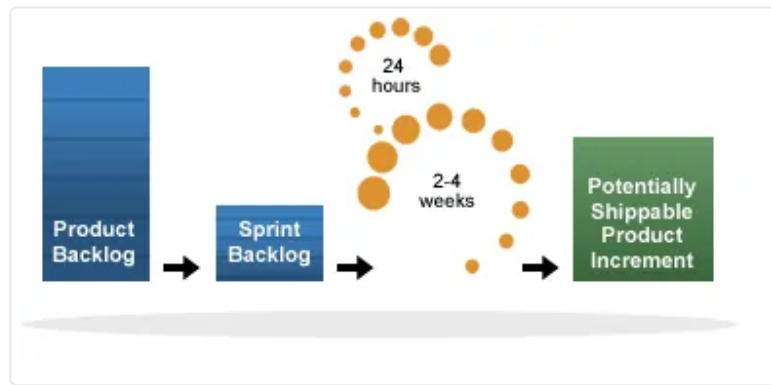 Product
Backlog
Sprint
Backlog
24
hours
2-4
weeks
Potentially
Shippable
Product
Increment